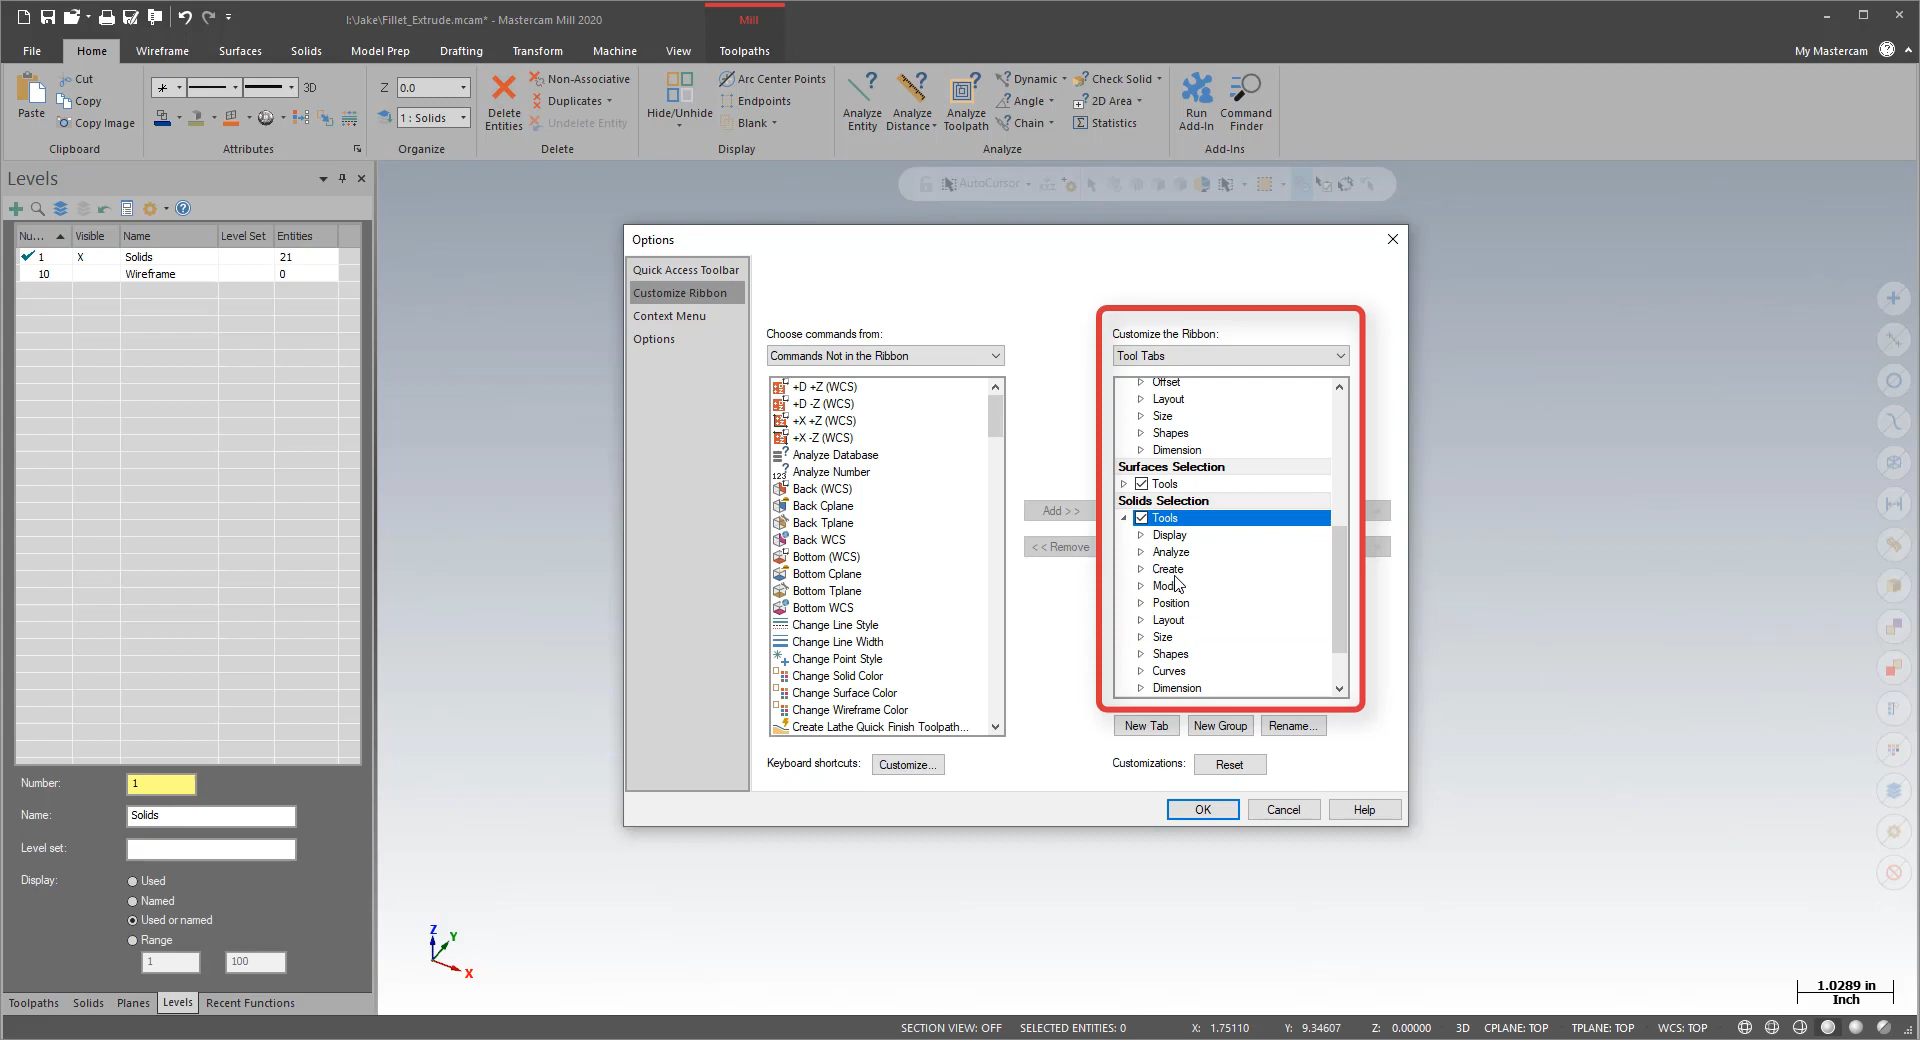 I:\Jake\Fillet_Extrude.mcam* - Mastercam Mill 2020
Mill
File
Home
Wireframe
Surfaces
Solids
Model Prep
Drafting
Transform
Machine
View
Toolpaths
My Mastercam
Paste
Cut
Copy
Copy Image
Clipboard
3D
Attributes
Z 0.0
1 : Solids
Organize
Delete Entities
Non-Associative
Duplicates
Undelete Entity
Delete
Hide/Unhide
Arc Center Points
Endpoints
Blank
Display
Analyze Entity
Analyze Distance
Analyze Toolpath
Dynamic
Angle
Chain
Check Solid
2D Area
Statistics
Analyze
Run Add-In
Command Finder
Add-Ins
Levels
AutoCursor
Nu... Visible Name Level Set Entities
1 X Solids 21
10 Wireframe 0
Number: 1
Name: Solids
Level set:
Display:
Used
Named
Used or named
Range
1 100
Toolpaths Solids Planes Levels Recent Functions
Options
Quick Access Toolbar
Customize Ribbon
Context Menu
Options
Choose commands from:
Commands Not in the Ribbon
+D +Z (WCS)
+D -Z (WCS)
+X +Z (WCS)
+X -Z (WCS)
Analyze Database
Analyze Number
Back (WCS)
Back Cplane
Back Tplane
Back WCS
Bottom (WCS)
Bottom Cplane
Bottom Tplane
Bottom WCS
Change Line Style
Change Line Width
Change Point Style
Change Solid Color
Change Surface Color
Change Wireframe Color
Create Lathe Quick Finish Toolpath...
Add > >
< < Remove
Customize the Ribbon:
Tool Tabs
Offset
Layout
Size
Shapes
Dimension
Surfaces Selection
Tools
Solids Selection
Tools
Display
Analyze
Create
Position
Layout
Size
Shapes
Curves
Dimension
New Tab
New Group
Rename...
Keyboard shortcuts: Customize...
Customizations: Reset
OK
Cancel
Help
Z
Y
X
1.0289 in
Inch
SECTION VIEW: OFF SELECTED ENTITIES: 0 X: 1.75110 Y: 9.34607 Z: 0.00000 3D CPLANE: TOP TPLANE: TOP WCS: TOP